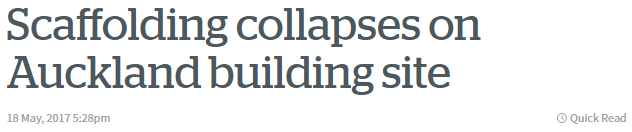 Scaffolding collapses on
Auckland building site
18 May, 2017 5:28pm
Quick Read